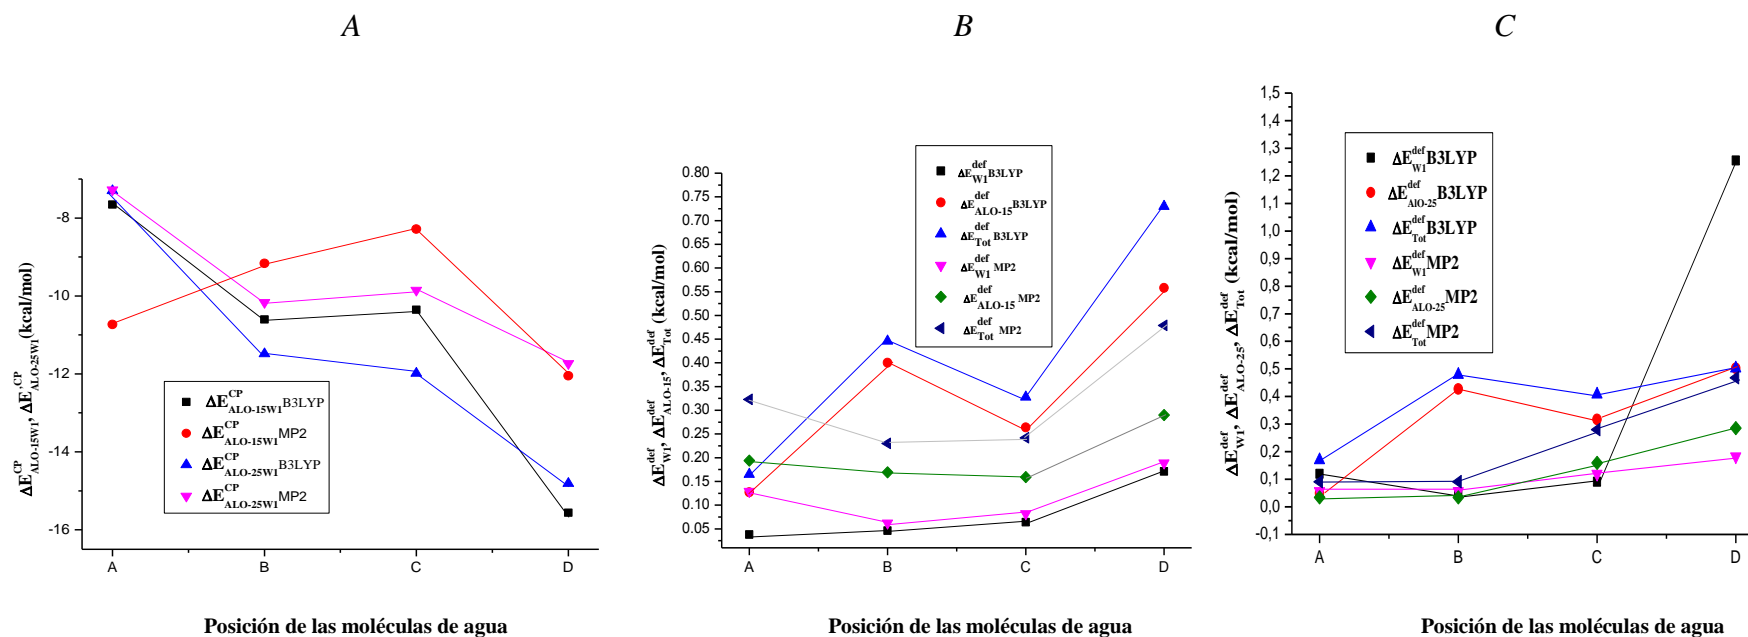 A
B
C
ΔE^CP_ALO-15W1, ΔE^CP_ALO-25W1 (kcal/mol)
-8
-10
-12
-14
-16
ΔE^CP_ALO-15W1 B3LYP
ΔE^CP_ALO-15W1 MP2
ΔE^CP_ALO-25W1 B3LYP
ΔE^CP_ALO-25W1 MP2
A B C D
Posición de las moléculas de agua
ΔE^def_W1, ΔE^def_ALO-15, ΔE^def_Tot (kcal/mol)
0.80
0.75
0.70
0.65
0.60
0.55
0.50
0.45
0.40
0.35
0.30
0.25
0.20
0.15
0.10
0.05
ΔE^def_W1 B3LYP
ΔE^def_ALO-15 B3LYP
ΔE^def_Tot B3LYP
ΔE^def_W1 MP2
ΔE^def_ALO-15 MP2
ΔE^def_Tot MP2
A B C D
Posición de las moléculas de agua
ΔE^def_W1, ΔE^def_ALO-25, ΔE^def_Tot (kcal/mol)
1,5
1,4
1,3
1,2
1,1
1,0
0,9
0,8
0,7
0,6
0,5
0,4
0,3
0,2
0,1
0,0
-0,1
ΔE^def_W1 B3LYP
ΔE^def_AlO-25 B3LYP
ΔE^def_Tot B3LYP
ΔE^def_W1 MP2
ΔE^def_ALO-25 MP2
ΔE^def_Tot MP2
A B C D
Posición de las moléculas de agua